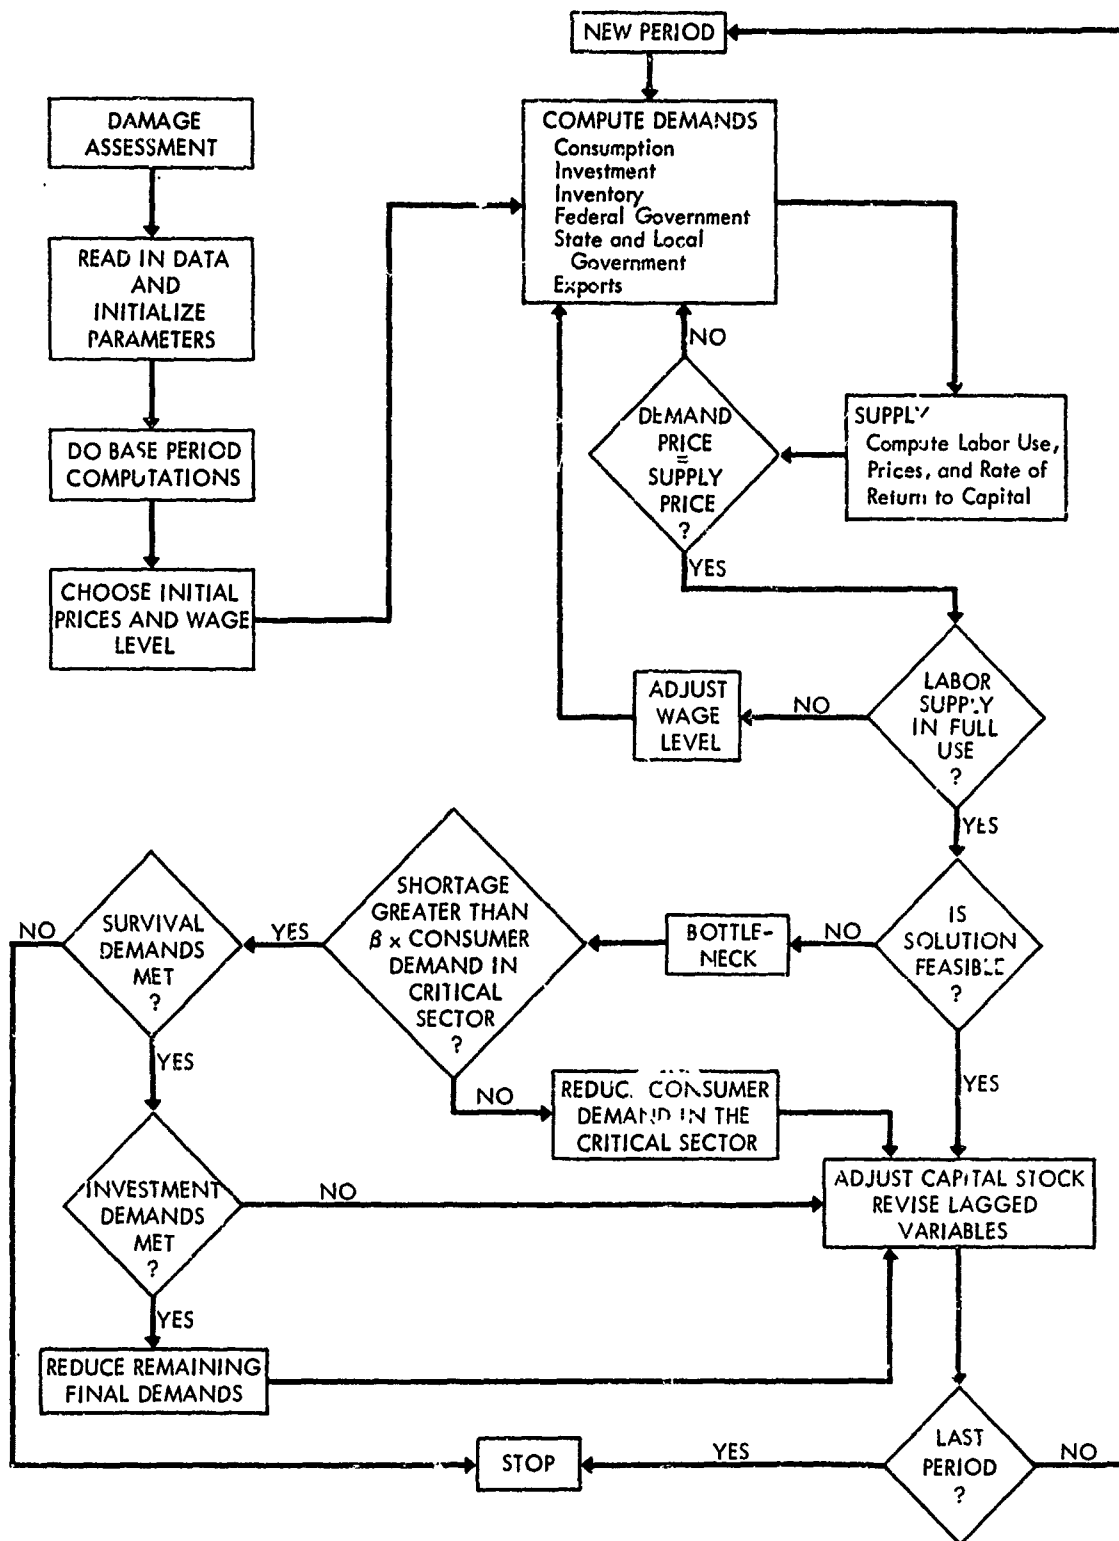 NEW PERIOD
DAMAGE
ASSESSMENT
READ IN DATA
AND
INITIALIZE
PARAMETERS
DO BASE PERIOD
COMPUTATIONS
CHOOSE INITIAL
PRICES AND WAGE
LEVEL
COMPUTE DEMANDS
Consumption
Investment
Inventory
Federal Government
State and Local
Government
Exports
NO
DEMAND
PRICE
=
SUPPLY
PRICE
?
YES
SUPPLY
Compute Labor Use,
Prices, and Rate of
Return to Capital
LABOR
SUPPLY
IN FULL
USE
?
NO
YES
ADJUST
WAGE
LEVEL
IS
SOLUTION
FEASIBLE
?
NO
YES
BOTTLE-
NECK
SHORTAGE
GREATER THAN
β x CONSUMER
DEMAND IN
CRITICAL
SECTOR
?
YES
NO
SURVIVAL
DEMANDS
MET
?
NO
YES
REDUC. CONSUMER
DEMAND IN THE
CRITICAL SECTOR
INVESTMENT
DEMANDS
MET
?
NO
YES
ADJUST CAPITAL STOCK
REVISE LAGGED
VARIABLES
REDUCE REMAINING
FINAL DEMANDS
LAST
PERIOD
?
YES
NO
STOP